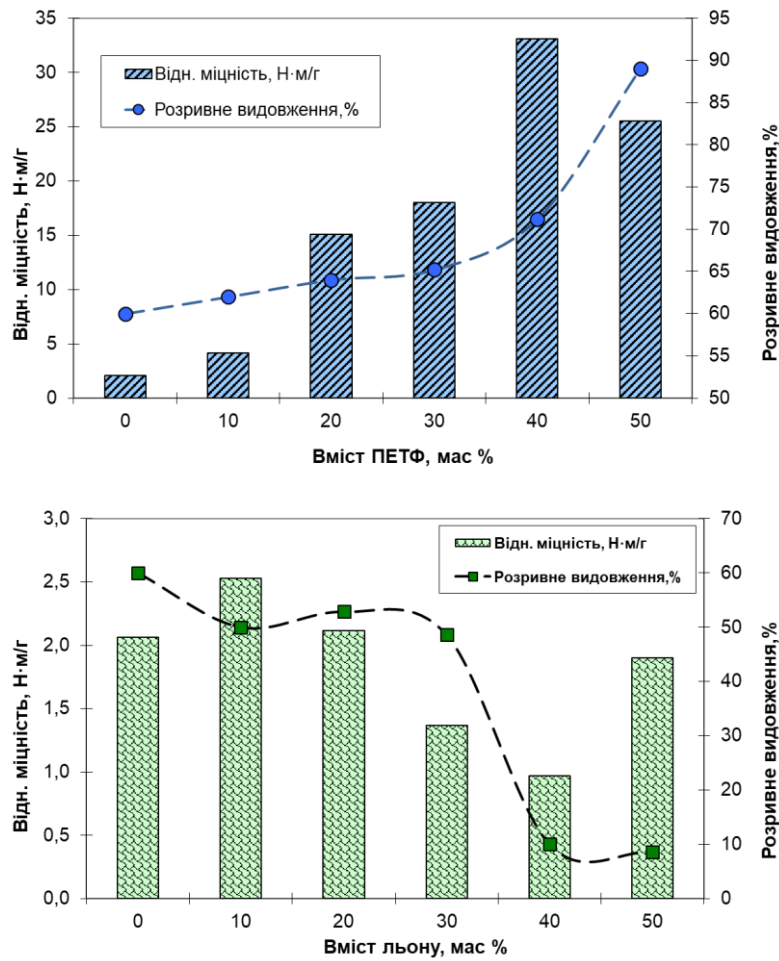 35
30
25
20
15
10
5
0
Відн. міцність, Н·м/г
Відн. міцність, Н·м/г
Розривне видовження,%
95
90
85
80
75
70
65
60
55
50
Розривне видовження,%
0 10 20 30 40 50
Вміст ПЕТФ, мас %
3,0
2,5
2,0
1,5
1,0
0,5
0,0
Відн. міцність, Н·м/г
Відн. міцність, Н·м/г
Розривне видовження,%
70
60
50
40
30
20
10
0
Розривне видовження,%
0 10 20 30 40 50
Вміст льону, мас %